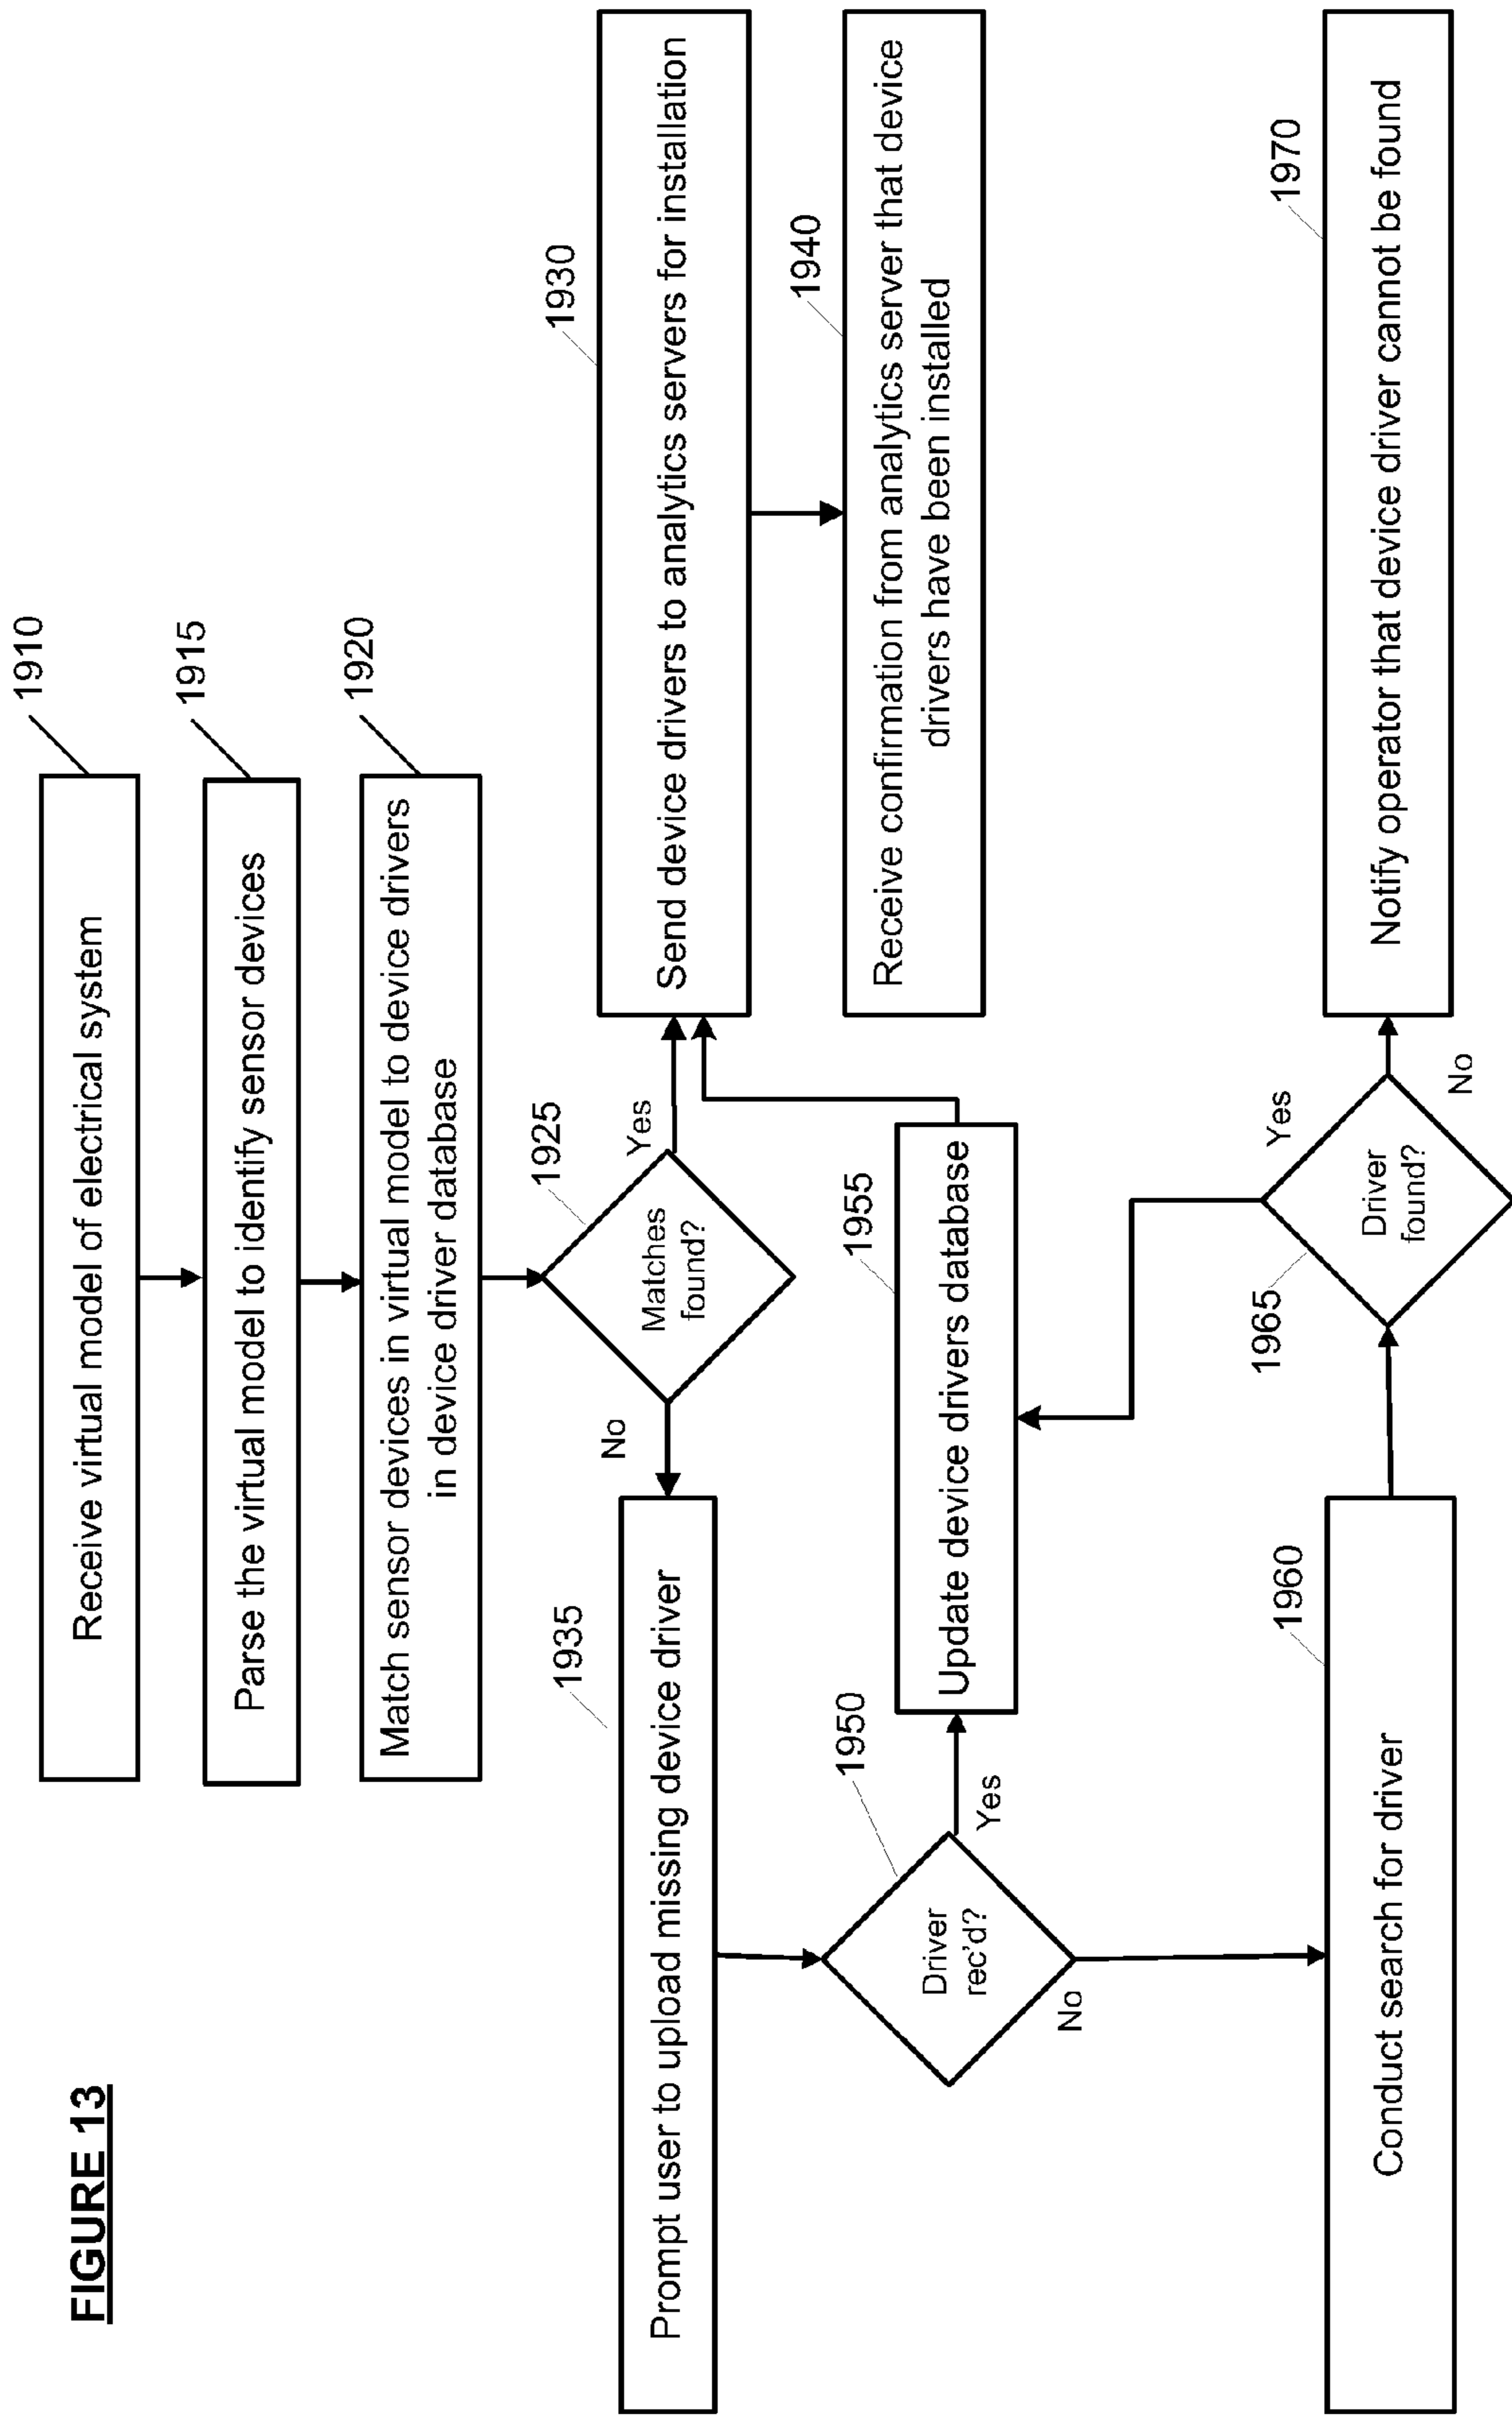 FIGURE 13
1910
Receive virtual model of electrical system
1915
Parse the virtual model to identify sensor devices
1920
Match sensor devices in virtual model to device drivers
in device driver database
1925
Matches
found?
Yes
No
1930
Send device drivers to analytics servers for installation
1940
Receive confirmation from analytics server that device
drivers have been installed
1935
Prompt user to upload missing device driver
1950
Driver
rec'd?
Yes
No
1955
Update device drivers database
1960
Conduct search for driver
1965
Driver
found?
Yes
No
1970
Notify operator that device driver cannot be found